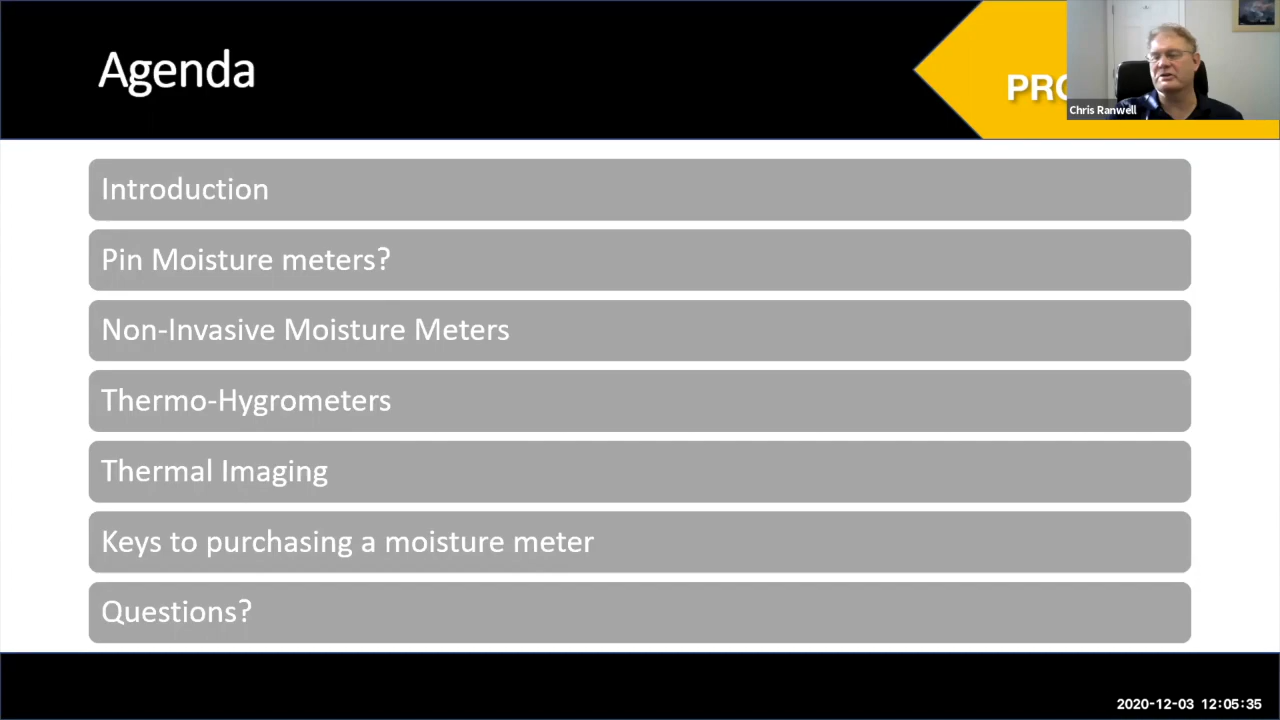 Agenda
Chris Ranwell
Introduction
Pin Moisture meters?
Non-Invasive Moisture Meters
Thermo-Hygrometers
Thermal Imaging
Keys to purchasing a moisture meter
Questions?
2020-12-03 12:05:35